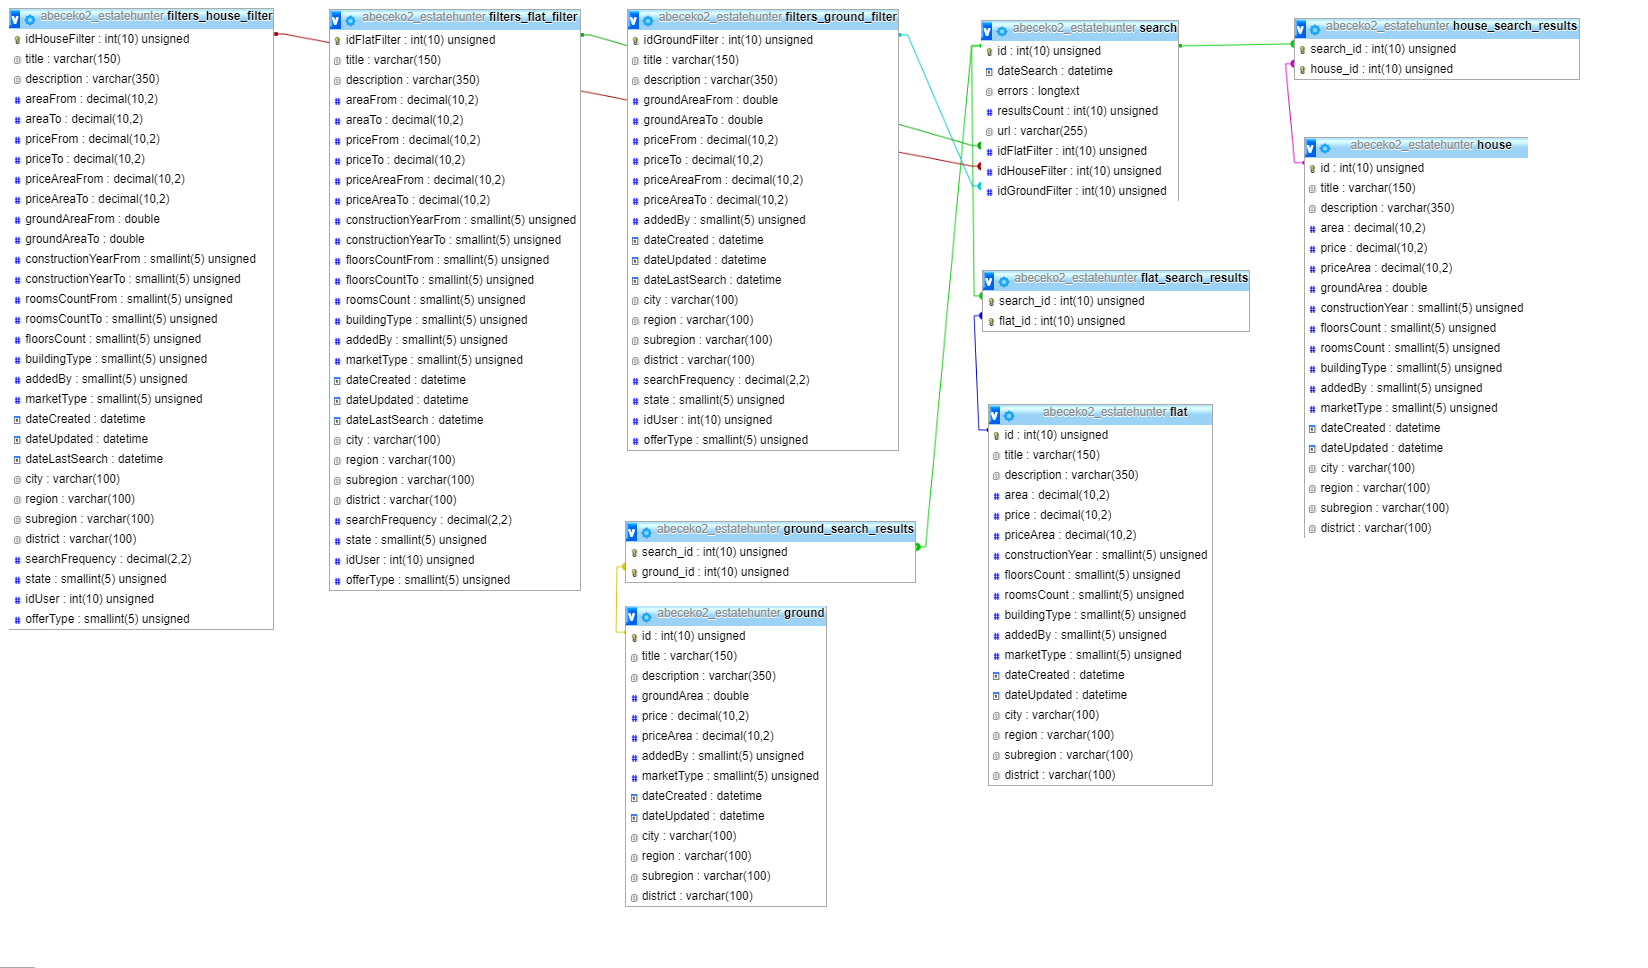 abeceko2_estatehunter filters_house_filter
idHouseFilter : int(10) unsigned
title : varchar(150)
description : varchar(350)
areaFrom : decimal(10,2)
areaTo : decimal(10,2)
priceFrom : decimal(10,2)
priceTo : decimal(10,2)
priceAreaFrom : decimal(10,2)
priceAreaTo : decimal(10,2)
groundAreaFrom : double
groundAreaTo : double
constructionYearFrom : smallint(5) unsigned
constructionYearTo : smallint(5) unsigned
roomsCountFrom : smallint(5) unsigned
roomsCountTo : smallint(5) unsigned
floorsCount : smallint(5) unsigned
buildingType : smallint(5) unsigned
addedBy : smallint(5) unsigned
marketType : smallint(5) unsigned
dateCreated : datetime
dateUpdated : datetime
dateLastSearch : datetime
city : varchar(100)
region : varchar(100)
subregion : varchar(100)
district : varchar(100)
searchFrequency : decimal(2,2)
state : smallint(5) unsigned
idUser : int(10) unsigned
offerType : smallint(5) unsigned
abeceko2_estatehunter filters_flat_filter
idFlatFilter : int(10) unsigned
title : varchar(150)
description : varchar(350)
areaFrom : decimal(10,2)
areaTo : decimal(10,2)
priceFrom : decimal(10,2)
priceTo : decimal(10,2)
priceAreaFrom : decimal(10,2)
priceAreaTo : decimal(10,2)
constructionYearFrom : smallint(5) unsigned
constructionYearTo : smallint(5) unsigned
floorsCountFrom : smallint(5) unsigned
floorsCountTo : smallint(5) unsigned
roomsCount : smallint(5) unsigned
buildingType : smallint(5) unsigned
addedBy : smallint(5) unsigned
marketType : smallint(5) unsigned
dateCreated : datetime
dateUpdated : datetime
dateLastSearch : datetime
city : varchar(100)
region : varchar(100)
subregion : varchar(100)
district : varchar(100)
searchFrequency : decimal(2,2)
state : smallint(5) unsigned
idUser : int(10) unsigned
offerType : smallint(5) unsigned
abeceko2_estatehunter filters_ground_filter
idGroundFilter : int(10) unsigned
title : varchar(150)
description : varchar(350)
groundAreaFrom : double
groundAreaTo : double
priceFrom : decimal(10,2)
priceTo : decimal(10,2)
priceAreaFrom : decimal(10,2)
priceAreaTo : decimal(10,2)
addedBy : smallint(5) unsigned
dateCreated : datetime
dateUpdated : datetime
dateLastSearch : datetime
city : varchar(100)
region : varchar(100)
subregion : varchar(100)
district : varchar(100)
searchFrequency : decimal(2,2)
state : smallint(5) unsigned
idUser : int(10) unsigned
offerType : smallint(5) unsigned
abeceko2_estatehunter ground_search_results
search_id : int(10) unsigned
ground_id : int(10) unsigned
abeceko2_estatehunter ground
id : int(10) unsigned
title : varchar(150)
description : varchar(350)
groundArea : double
price : decimal(10,2)
priceArea : decimal(10,2)
addedBy : smallint(5) unsigned
marketType : smallint(5) unsigned
dateCreated : datetime
dateUpdated : datetime
city : varchar(100)
region : varchar(100)
subregion : varchar(100)
district : varchar(100)
abeceko2_estatehunter search
id : int(10) unsigned
dateSearch : datetime
errors : longtext
resultsCount : int(10) unsigned
url : varchar(255)
idFlatFilter : int(10) unsigned
idHouseFilter : int(10) unsigned
idGroundFilter : int(10) unsigned
abeceko2_estatehunter flat_search_results
search_id : int(10) unsigned
flat_id : int(10) unsigned
abeceko2_estatehunter flat
id : int(10) unsigned
title : varchar(150)
description : varchar(350)
area : decimal(10,2)
price : decimal(10,2)
priceArea : decimal(10,2)
constructionYear : smallint(5) unsigned
floorsCount : smallint(5) unsigned
roomsCount : smallint(5) unsigned
buildingType : smallint(5) unsigned
addedBy : smallint(5) unsigned
marketType : smallint(5) unsigned
dateCreated : datetime
dateUpdated : datetime
city : varchar(100)
region : varchar(100)
subregion : varchar(100)
district : varchar(100)
abeceko2_estatehunter house_search_results
search_id : int(10) unsigned
house_id : int(10) unsigned
abeceko2_estatehunter house
id : int(10) unsigned
title : varchar(150)
description : varchar(350)
area : decimal(10,2)
price : decimal(10,2)
priceArea : decimal(10,2)
groundArea : double
constructionYear : smallint(5) unsigned
floorsCount : smallint(5) unsigned
roomsCount : smallint(5) unsigned
buildingType : smallint(5) unsigned
addedBy : smallint(5) unsigned
marketType : smallint(5) unsigned
dateCreated : datetime
dateUpdated : datetime
city : varchar(100)
region : varchar(100)
subregion : varchar(100)
district : varchar(100)